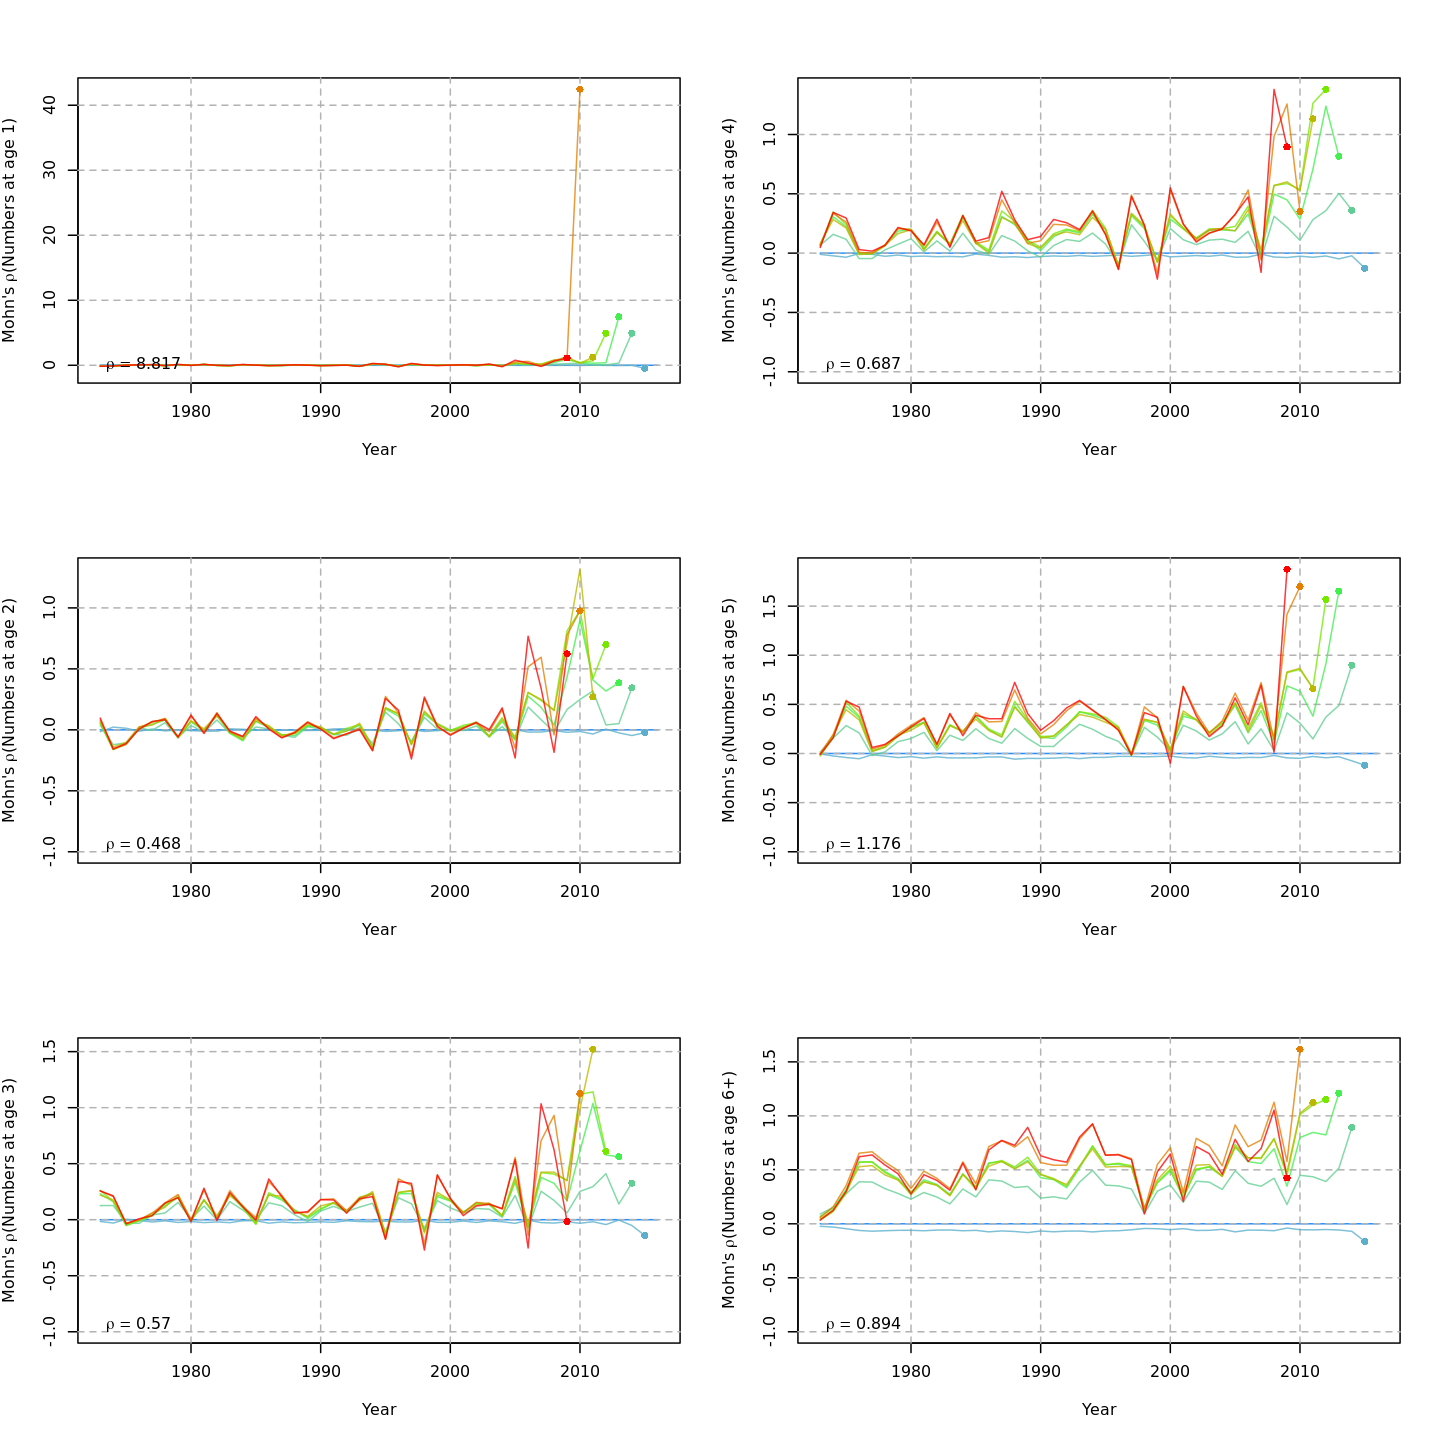 Mohn's ρ(Numbers at age 1)
40
30
20
10
0
ρ = 8.817
1980 1990 2000 2010
Year
Mohn's ρ(Numbers at age 4)
1.0
0.5
0.0
-0.5
-1.0
ρ = 0.687
1980 1990 2000 2010
Year
Mohn's ρ(Numbers at age 2)
1.0
0.5
0.0
-0.5
-1.0
ρ = 0.468
1980 1990 2000 2010
Year
Mohn's ρ(Numbers at age 5)
1.5
1.0
0.5
0.0
-0.5
-1.0
ρ = 1.176
1980 1990 2000 2010
Year
Mohn's ρ(Numbers at age 3)
1.5
1.0
0.5
0.0
-0.5
-1.0
ρ = 0.57
1980 1990 2000 2010
Year
Mohn's ρ(Numbers at age 6+)
1.5
1.0
0.5
0.0
-0.5
-1.0
ρ = 0.894
1980 1990 2000 2010
Year